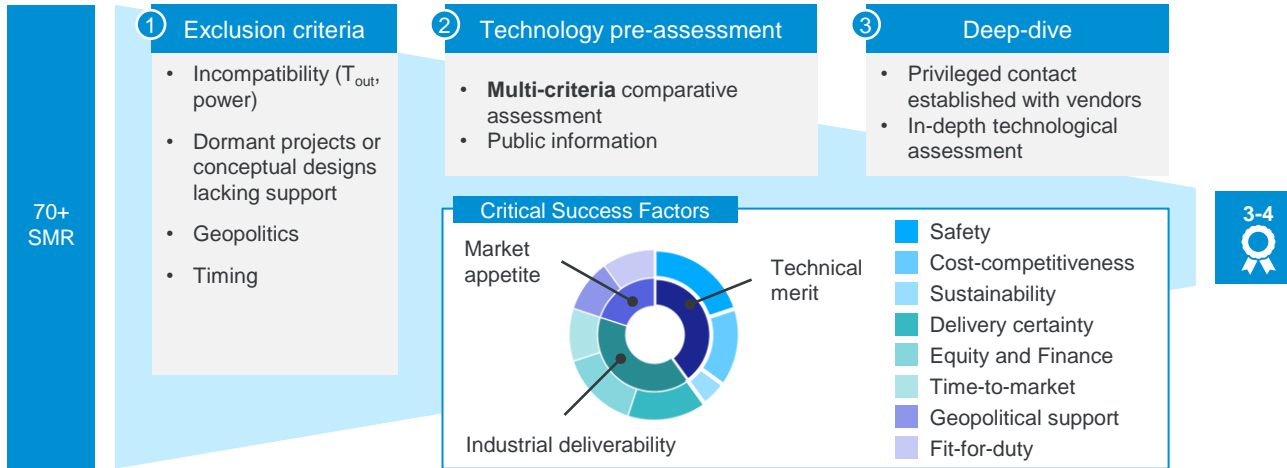 70+
SMR
1
Exclusion criteria
• Incompatibility (Tout,
power)
• Dormant projects or
conceptual designs
lacking support
• Geopolitics
• Timing
2
Technology pre-assessment
• Multi-criteria comparative
assessment
• Public information
3
Deep-dive
• Privileged contact
established with vendors
• In-depth technological
assessment
Critical Success Factors
Market
appetite
Technical
merit
Industrial deliverability
Safety
Cost-competitiveness
Sustainability
Delivery certainty
Equity and Finance
Time-to-market
Geopolitical support
Fit-for-duty
3-4